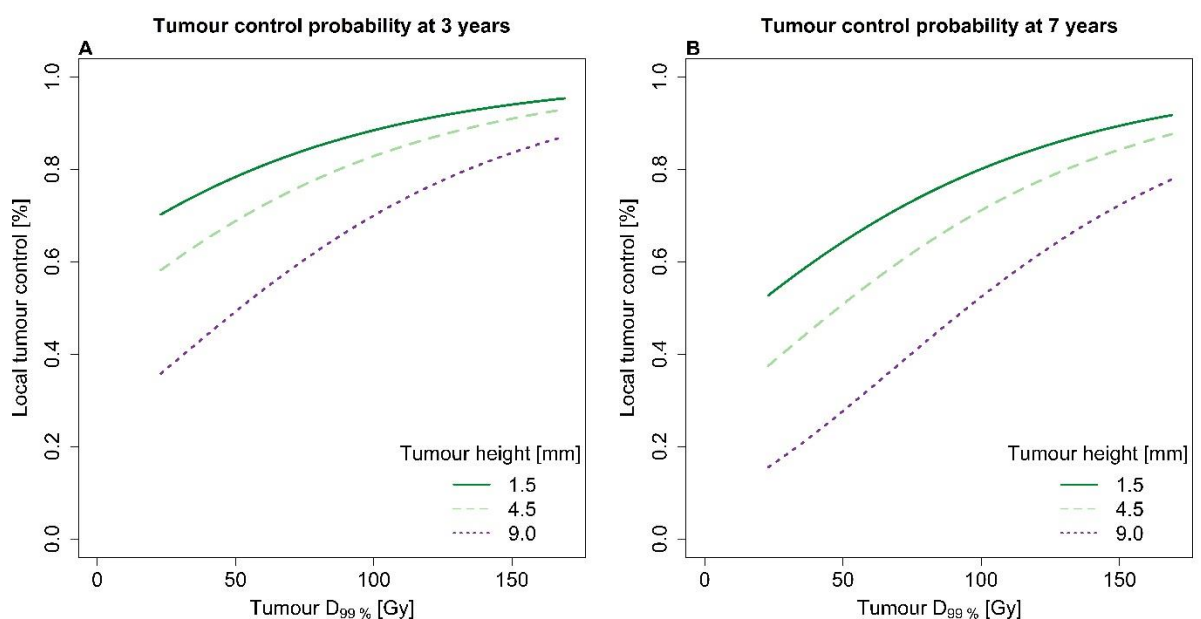 Tumour control probability at 3 years
A
Local tumour control [%]
1.0
0.8
0.6
0.4
0.2
0.0
Tumour height [mm]
1.5
4.5
9.0
0 50 100 150
Tumour D99 % [Gy]
Tumour control probability at 7 years
B
Local tumour control [%]
1.0
0.8
0.6
0.4
0.2
0.0
Tumour height [mm]
1.5
4.5
9.0
0 50 100 150
Tumour D99 % [Gy]